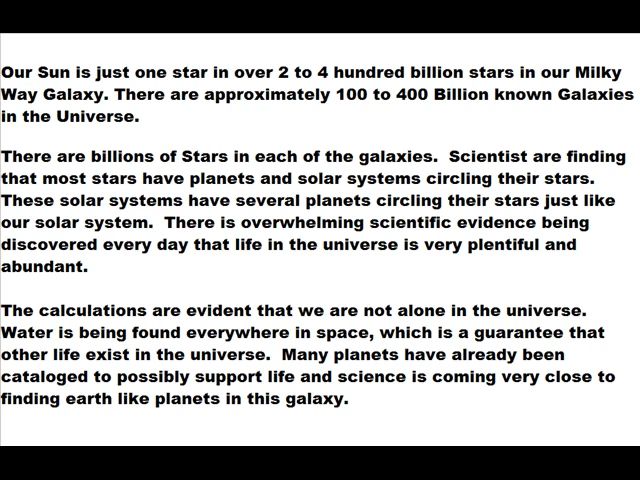 Our Sun is just one star in over 2 to 4 hundred billion stars in our Milky
Way Galaxy. There are approximately 100 to 400 Billion known Galaxies
in the Universe.
There are billions of Stars in each of the galaxies.  Scientist are finding
that most stars have planets and solar systems circling their stars.
These solar systems have several planets circling their stars just like
our solar system.  There is overwhelming scientific evidence being
discovered every day that life in the universe is very plentiful and
abundant.
The calculations are evident that we are not alone in the universe.
Water is being found everywhere in space, which is a guarantee that
other life exist in the universe.  Many planets have already been
cataloged to possibly support life and science is coming very close to
finding earth like planets in this galaxy.